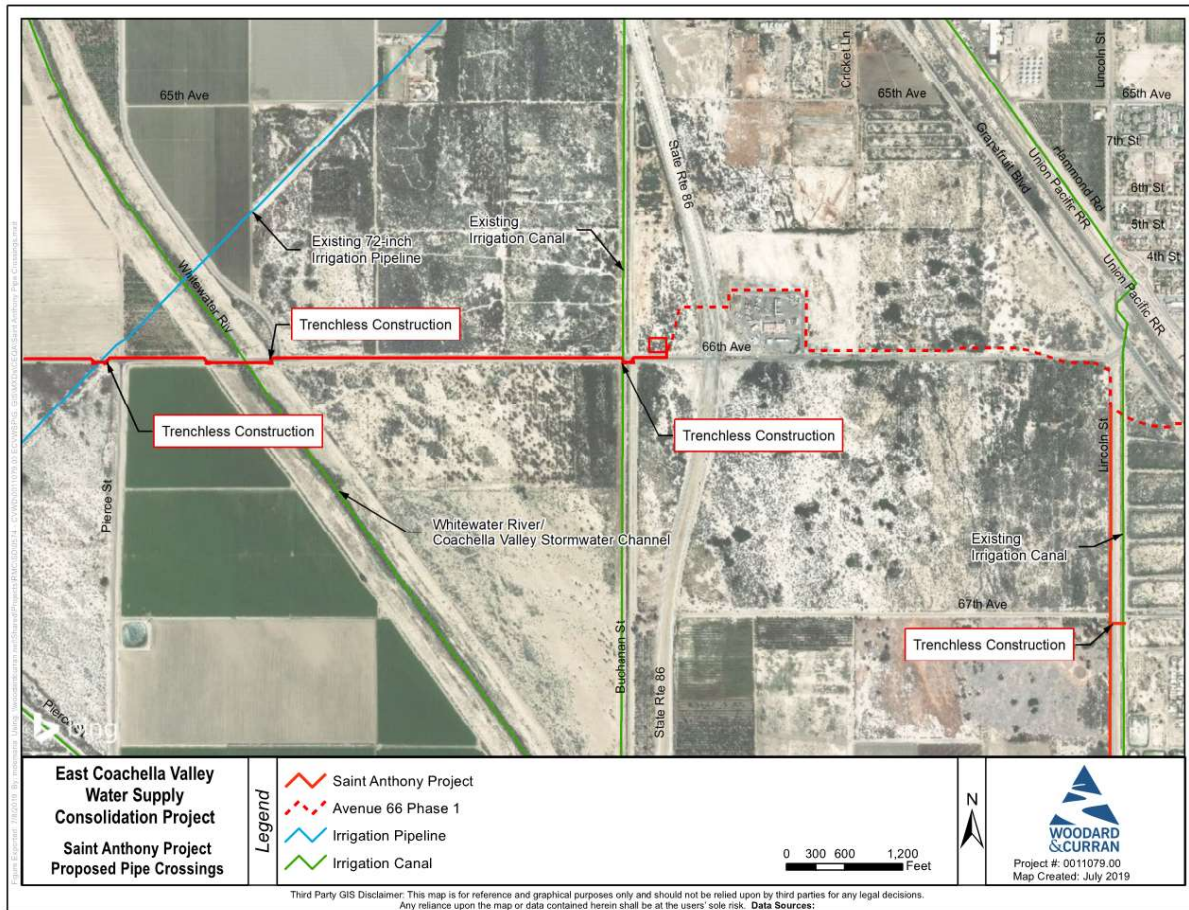 65th Ave
Cricket Ln
Lincoln St
65th Ave
65th Ave
7th St
State Rte 86
Grapefruit Blvd
Union Pacific RR
Hammond Rd
6th St
5th St
4th St
Existing 72-inch
Irrigation Pipeline
Existing
Irrigation Canal
Whitewater Riv
Union Pacific RR
Trenchless Construction
66th Ave
Trenchless Construction
Trenchless Construction
Lincoln St
Pierce St
Whitewater River/
Coachella Valley Stormwater Channel
Existing
Irrigation Canal
67th Ave
Trenchless Construction
Buchanan St
State Rte 86
Pierce
bing
East Coachella Valley
Water Supply
Consolidation Project
Saint Anthony Project
Proposed Pipe Crossings
Legend
Saint Anthony Project
Avenue 66 Phase 1
Irrigation Pipeline
Irrigation Canal
0 300 600 1,200
Feet
N
WOODARD
&CURRAN
Project #: 0011079.00
Map Created: July 2019
Third Party GIS Disclaimer: This map is for reference and graphical purposes only and should not be relied upon by third parties for any legal decisions.
Any reliance upon the map or data contained herein shall be at the users' sole risk. Data Sources: